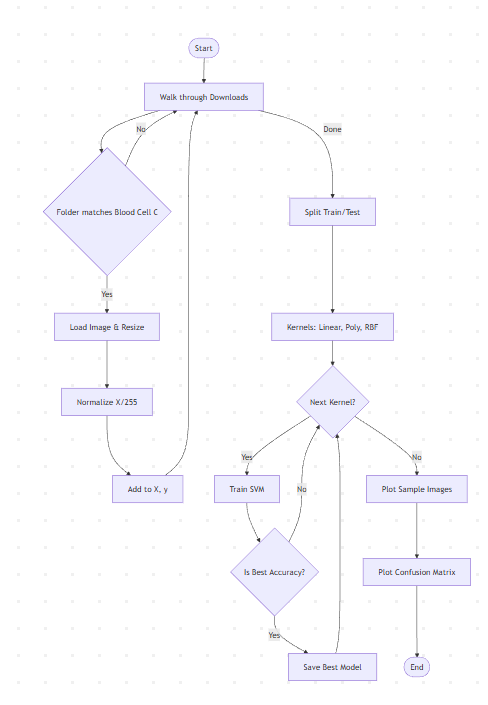 Start
Walk through Downloads
No
Done
Folder matches Blood Cell C
Split Train/Test
Yes
Load Image & Resize
Kernels: Linear, Poly, RBF
Normalize X/255
Next Kernel?
Yes
No
Add to X, y
Train SVM
No
Plot Sample Images
Is Best Accuracy?
Plot Confusion Matrix
Yes
Save Best Model
End